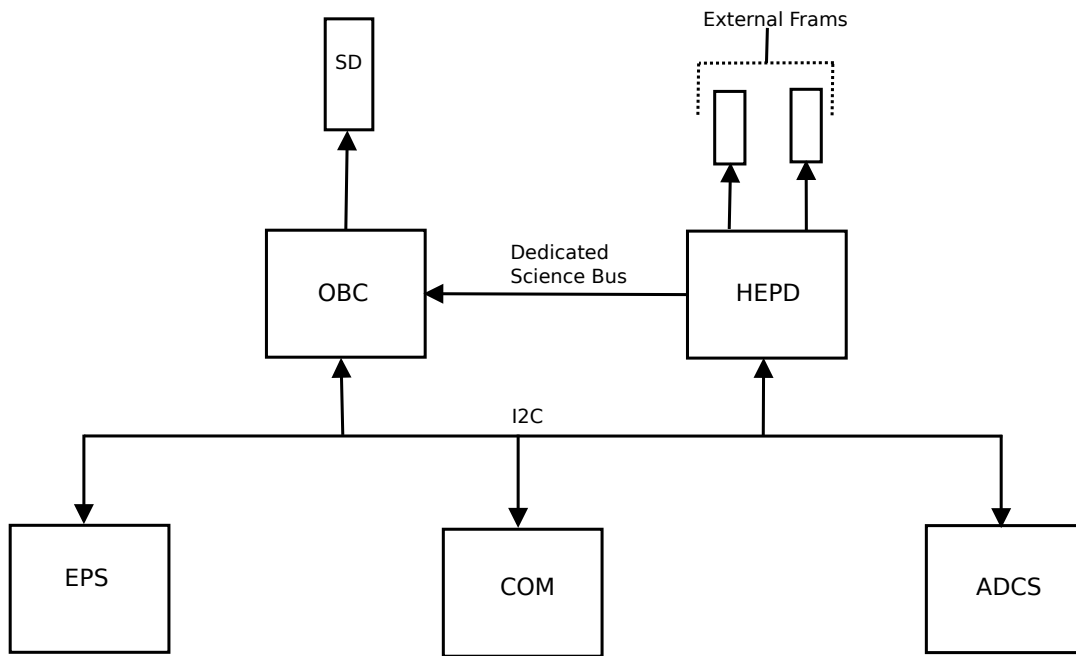 External Frams
SD
Dedicated
Science Bus
OBC
HEPD
I2C
EPS
COM
ADCS